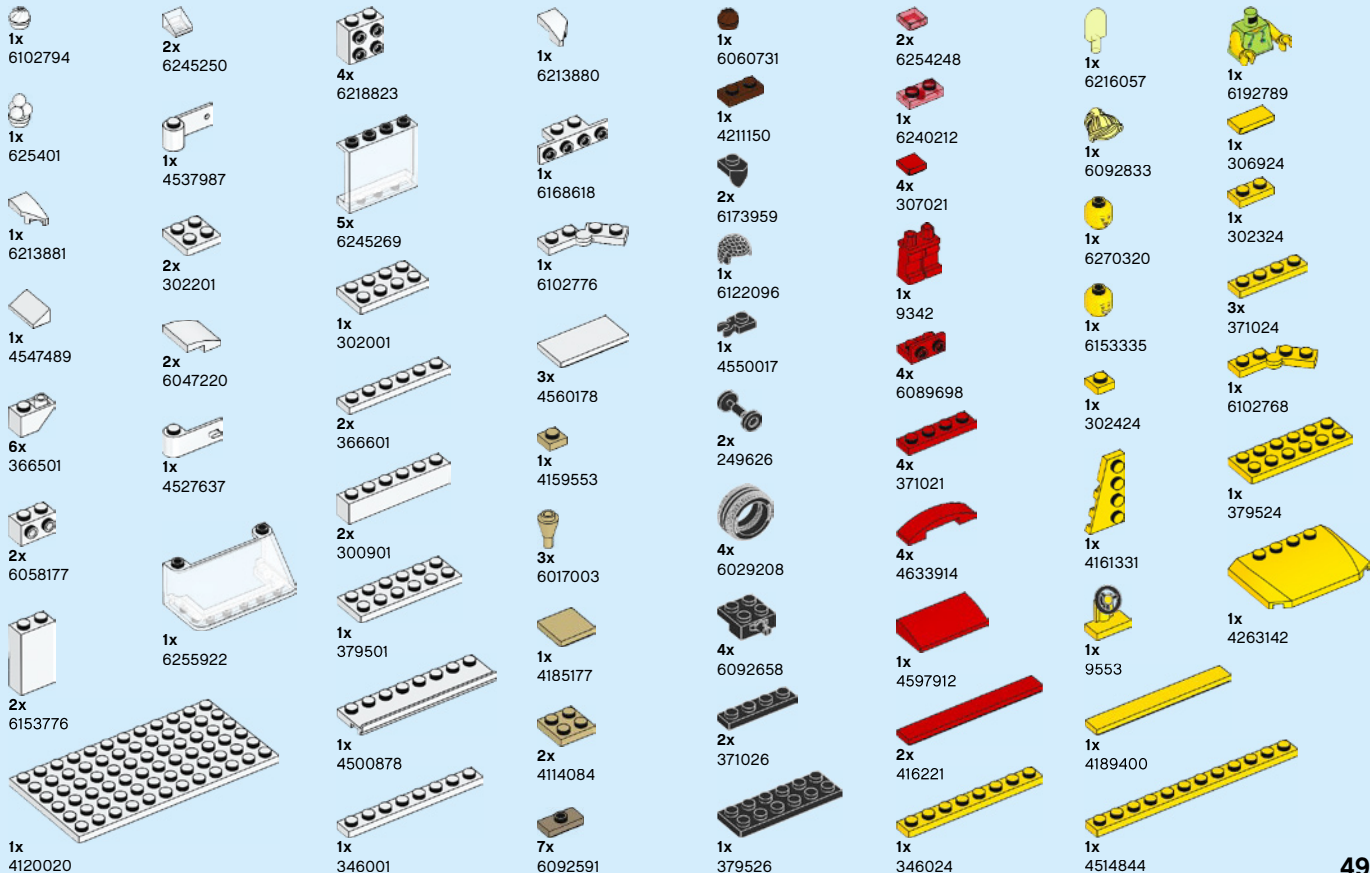 1x
6102794
1x
625401
1x
6213881
1x
4547489
6x
366501
2x
6058177
2x
6153776
1x
4120020
2x
6245250
1x
4537987
2x
302201
2x
6047220
1x
4527637
1x
6255922
4x
6218823
5x
6245269
1x
302001
2x
366601
2x
300901
1x
379501
1x
4500878
1x
346001
1x
6213880
1x
6168618
1x
6102776
3x
4560178
1x
4159553
3x
6017003
1x
4185177
2x
4114084
7x
6092591
1x
6060731
1x
4211150
2x
6173959
1x
6122096
1x
4550017
2x
249626
4x
6029208
4x
6092658
2x
371026
1x
379526
2x
6254248
1x
6240212
4x
307021
1x
9342
4x
6089698
4x
371021
4x
4633914
1x
4597912
2x
416221
1x
346024
1x
6216057
1x
6092833
1x
6270320
1x
6153335
1x
302424
1x
4161331
1x
9553
1x
4189400
1x
4514844
1x
6192789
1x
306924
1x
302324
3x
371024
1x
6102768
1x
379524
1x
4263142
49